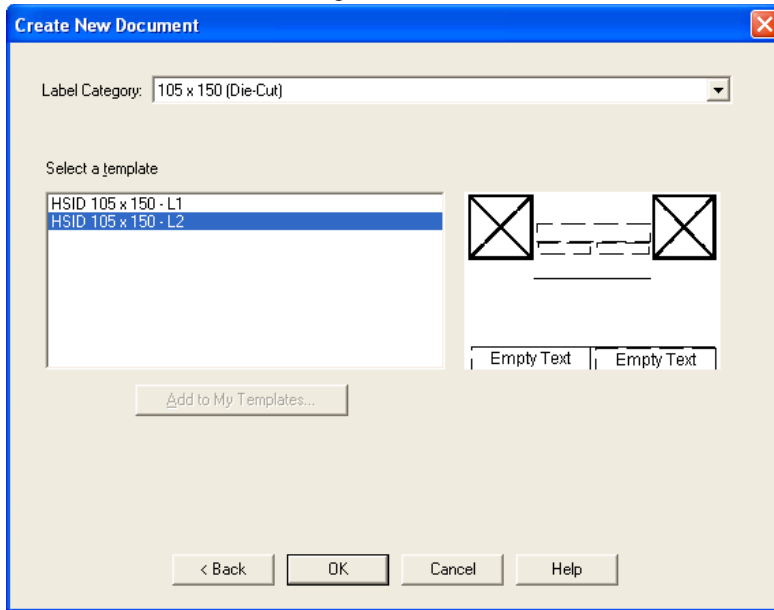 Create New Document
Label Category: 105 x 150 (Die-Cut)
Select a template
HSID 105 x 150 - L1
HSID 105 x 150 - L2
Empty Text Empty Text
Add to My Templates...
< Back OK Cancel Help